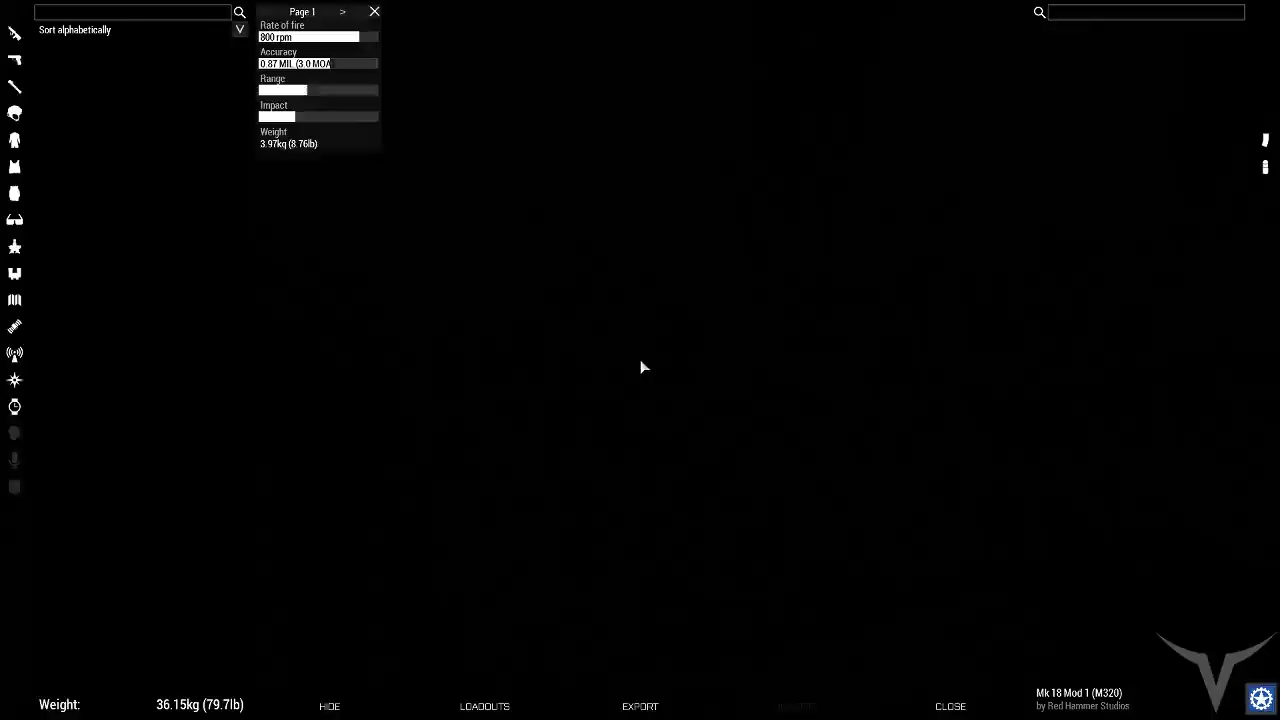 Sort alphabetically
V
Page 1 >
Rate of fire
800 rpm
Accuracy
0.87 MIL (3.0 MOA
Range
Impact
Weight
3.97kg (8.76lb)
Weight: 36.15kg (79.7lb)
HIDE
LOADOUTS
EXPORT
CLOSE
Mk 18 Mod 1 (M320)
by Red Hammer Studios